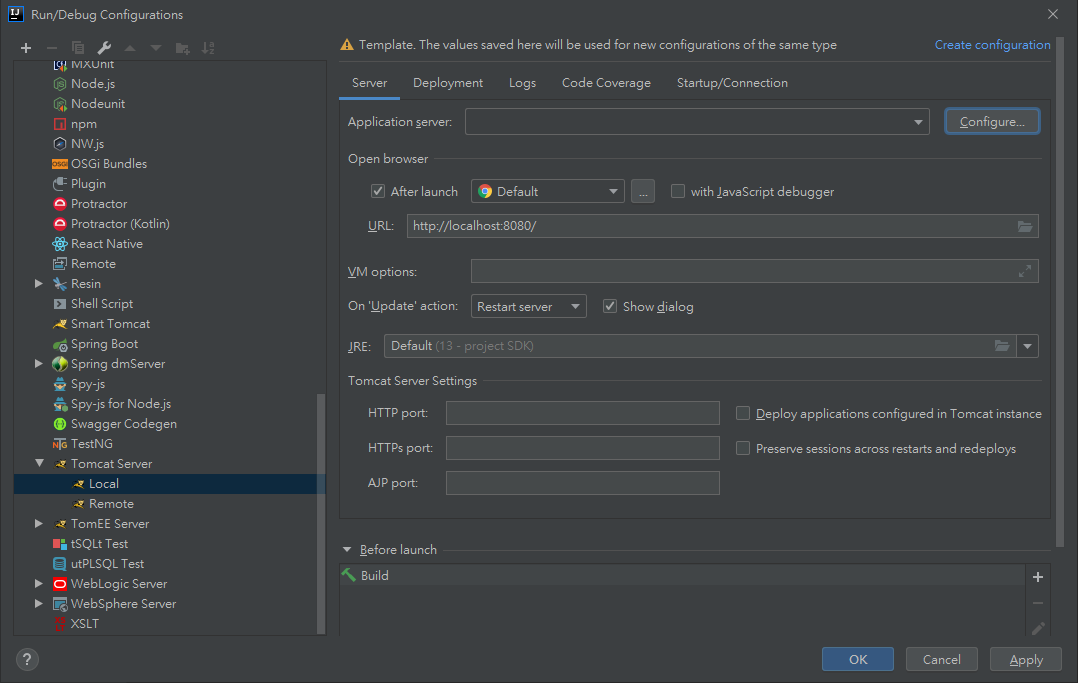 Run/Debug Configurations
MXUnit
Node.js
Nodeunit
npm
NW.js
OSGi Bundles
Plugin
Protractor
Protractor (Kotlin)
React Native
Remote
Resin
Shell Script
Smart Tomcat
Spring Boot
Spring dmServer
Spy-js
Spy-js for Node.js
Swagger Codegen
TestNG
Tomcat Server
Local
Remote
TomEE Server
tSQLt Test
utPLSQL Test
WebLogic Server
WebSphere Server
XSLT
Template. The values saved here will be used for new configurations of the same type Create configuration
Server Deployment Logs Code Coverage Startup/Connection
Application server: Configure...
Open browser
After launch Default ... with JavaScript debugger
URL: http://localhost:8080/
VM options:
On 'Update' action: Restart server Show dialog
JRE: Default (13 - project SDK)
Tomcat Server Settings
HTTP port: Deploy applications configured in Tomcat instance
HTTPs port: Preserve sessions across restarts and redeploys
AJP port:
Before launch
Build
? OK Cancel Apply